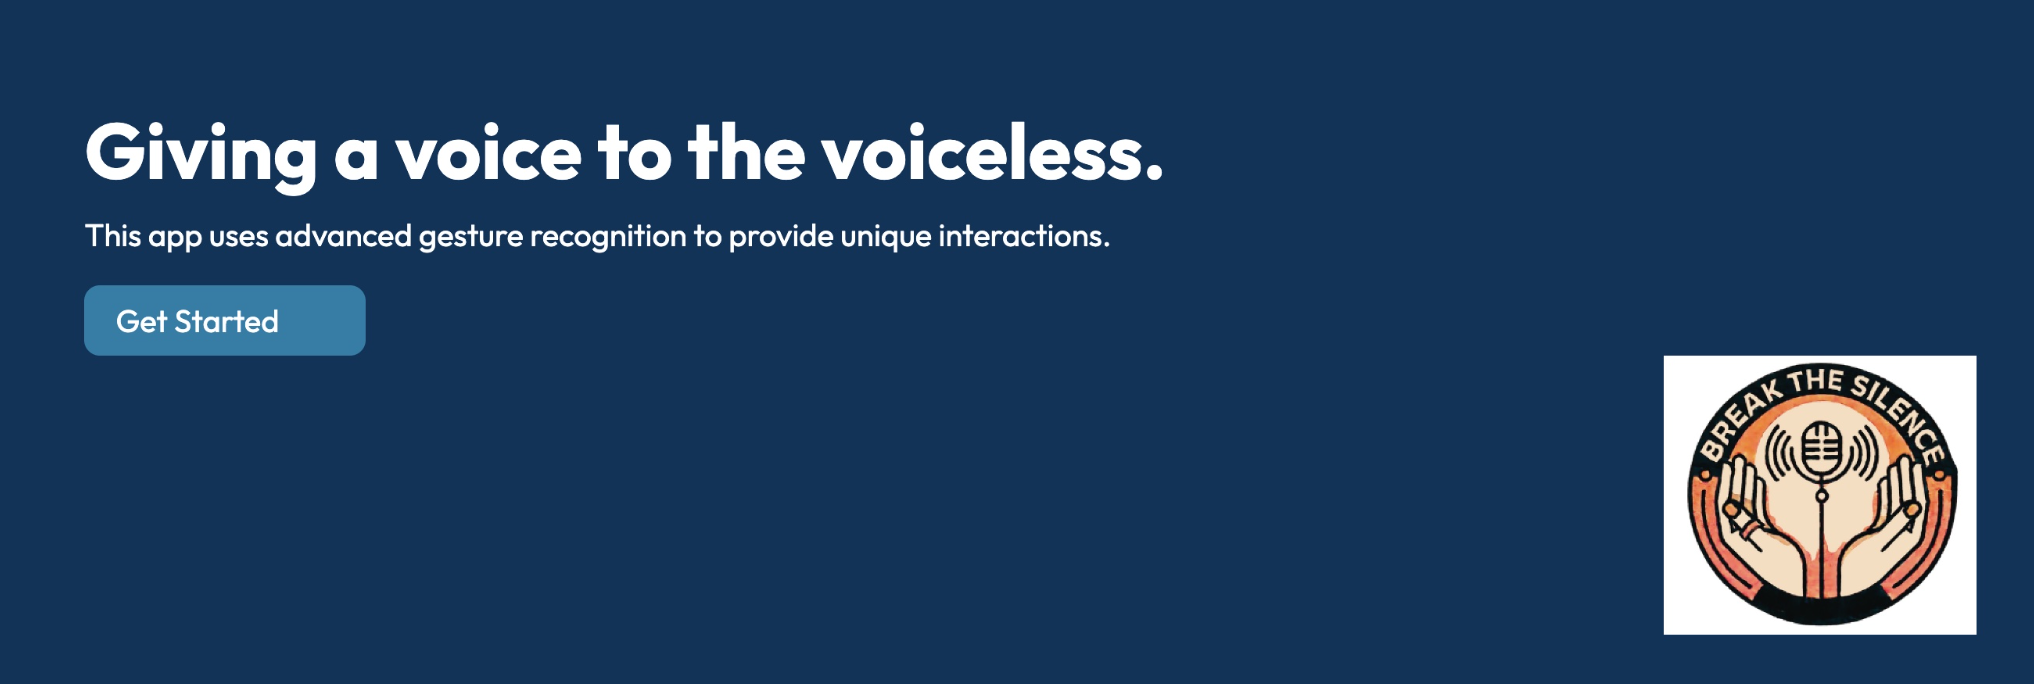 Giving a voice to the voiceless.
This app uses advanced gesture recognition to provide unique interactions.
Get Started
BREAK THE SILENCE